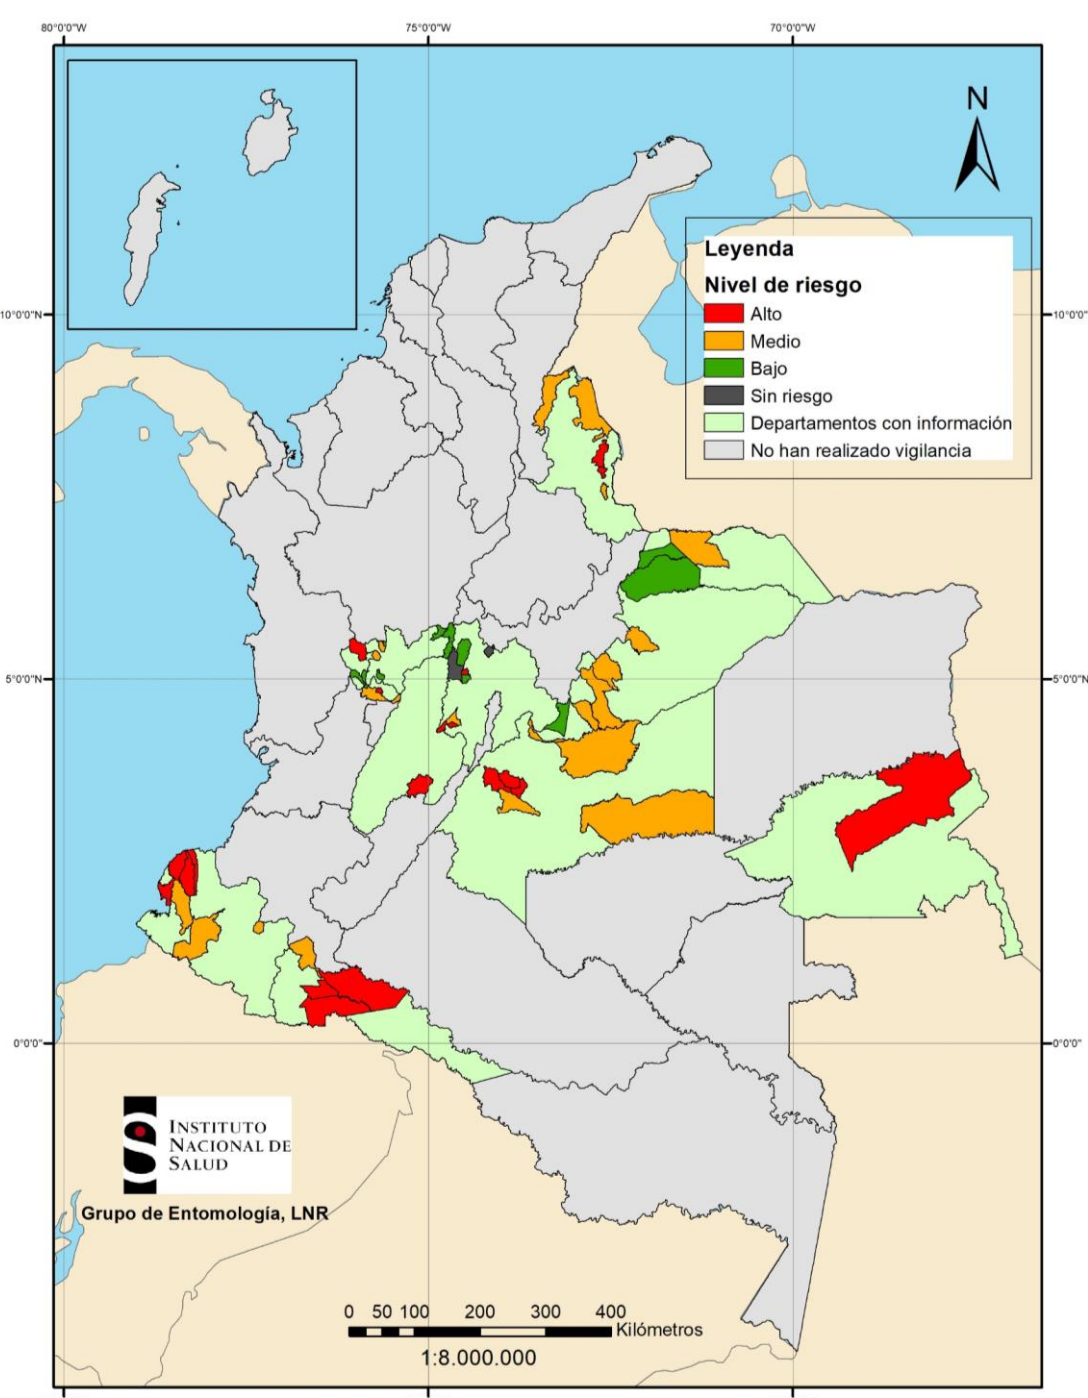 80°0'0"W 75°0'0"W 70°0'0"W
N
Leyenda
Nivel de riesgo
Alto
Medio
Bajo
Sin riesgo
Departamentos con información
No han realizado vigilancia
10°0'0"N 10°0'0"
5°0'0"N 5°0'0"N
0°0'0" 0°0'0"
INSTITUTO
NACIONAL DE
SALUD
Grupo de Entomología, LNR
0 50 100 200 300 400
Kilómetros
1:8.000.000